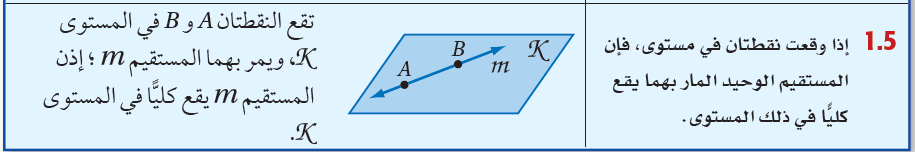 1.5 إذا وقعت نقطتان في مستوى، فإن
المستقيم الوحيد المار بهما يقع
كليًّا في ذلك المستوى.
K
B
A
m
تقع النقطتان A و B في المستوى
K، ويمر بهما المستقيم m ؛ إذن
المستقيم m يقع كليًّا في المستوى
K.